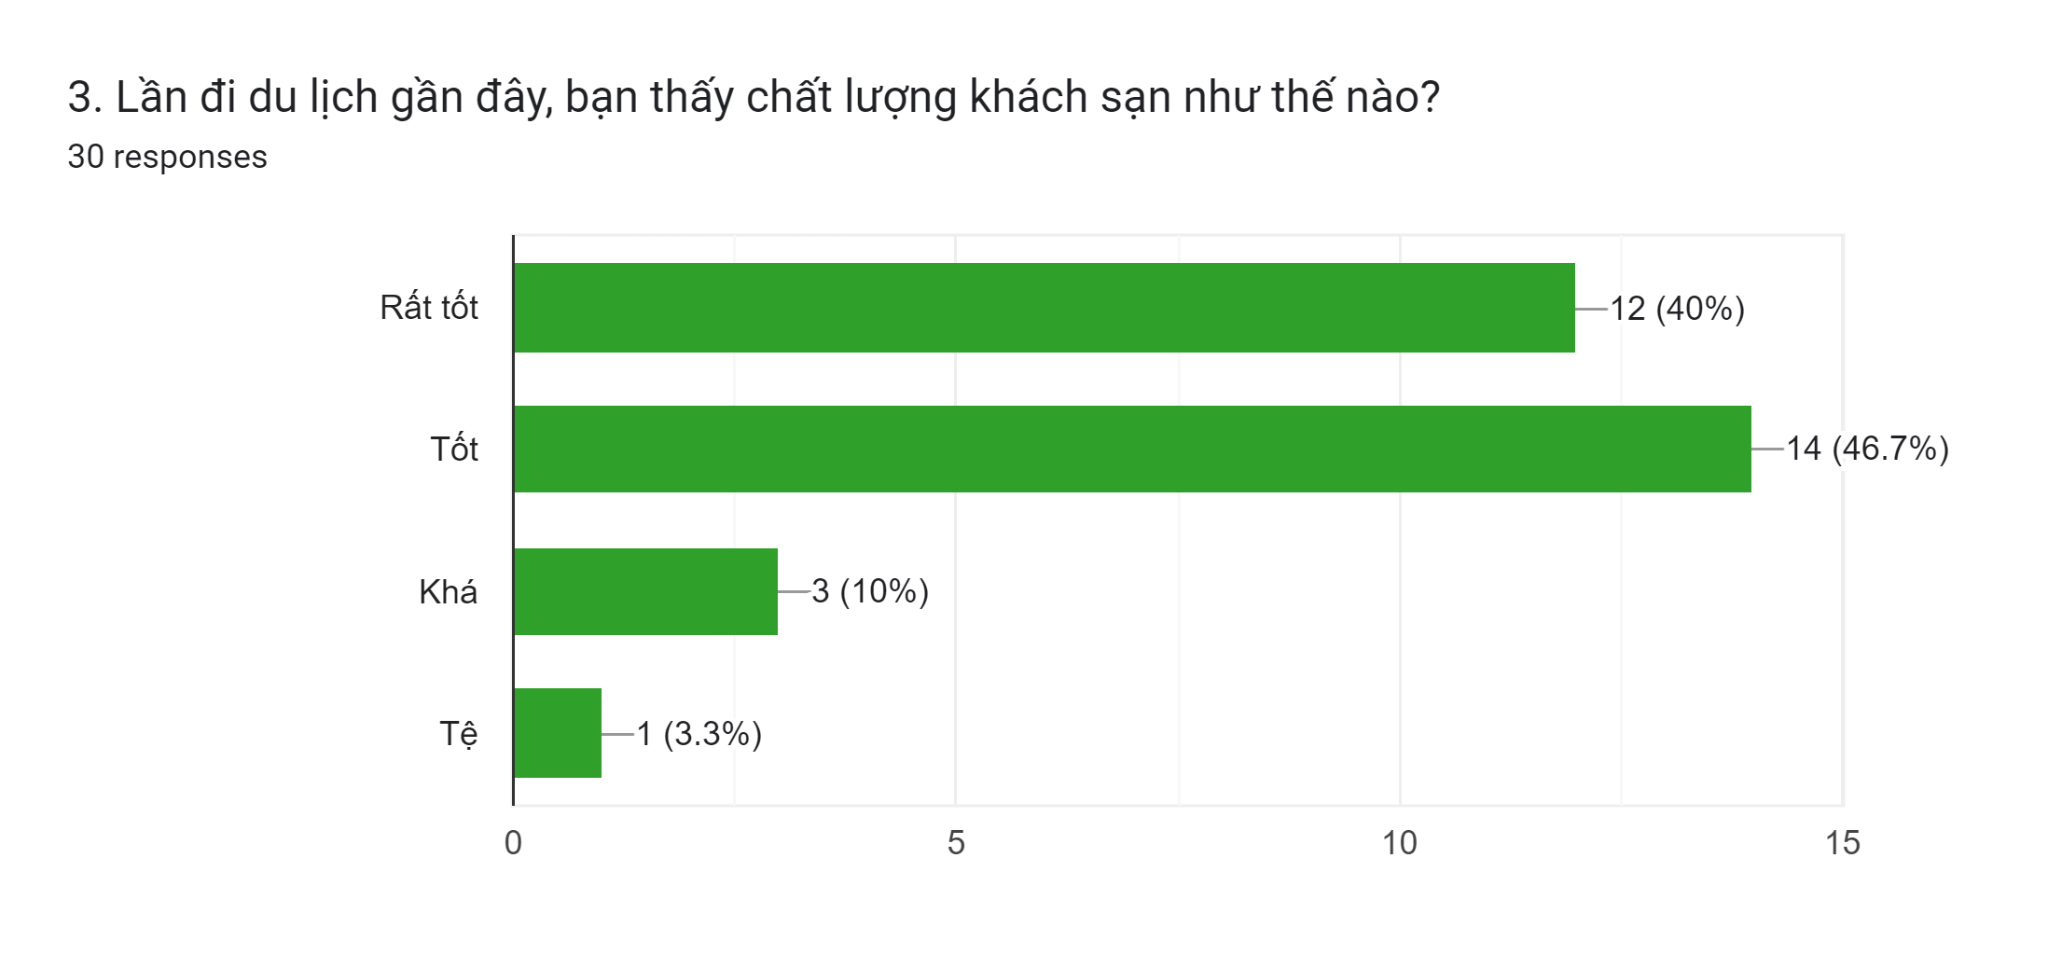 3. Lần đi du lịch gần đây, bạn thấy chất lượng khách sạn như thế nào?
30 responses
Rất tốt 12 (40%)
Tốt 14 (46.7%)
Khá 3 (10%)
Tệ 1 (3.3%)
0 5 10 15